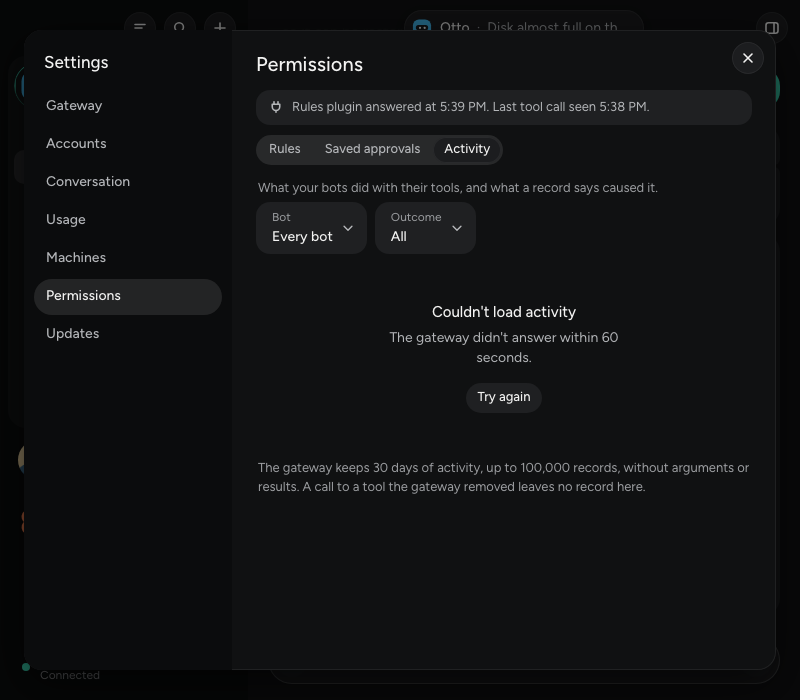 Otto · Disk almost full on th
Settings
Gateway
Accounts
Conversation
Usage
Machines
Permissions
Updates
Permissions
Rules plugin answered at 5:39 PM. Last tool call seen 5:38 PM.
Rules Saved approvals Activity
What your bots did with their tools, and what a record says caused it.
Bot
Every bot
Outcome
All
Couldn't load activity
The gateway didn't answer within 60
seconds.
Try again
The gateway keeps 30 days of activity, up to 100,000 records, without arguments or
results. A call to a tool the gateway removed leaves no record here.
Connected